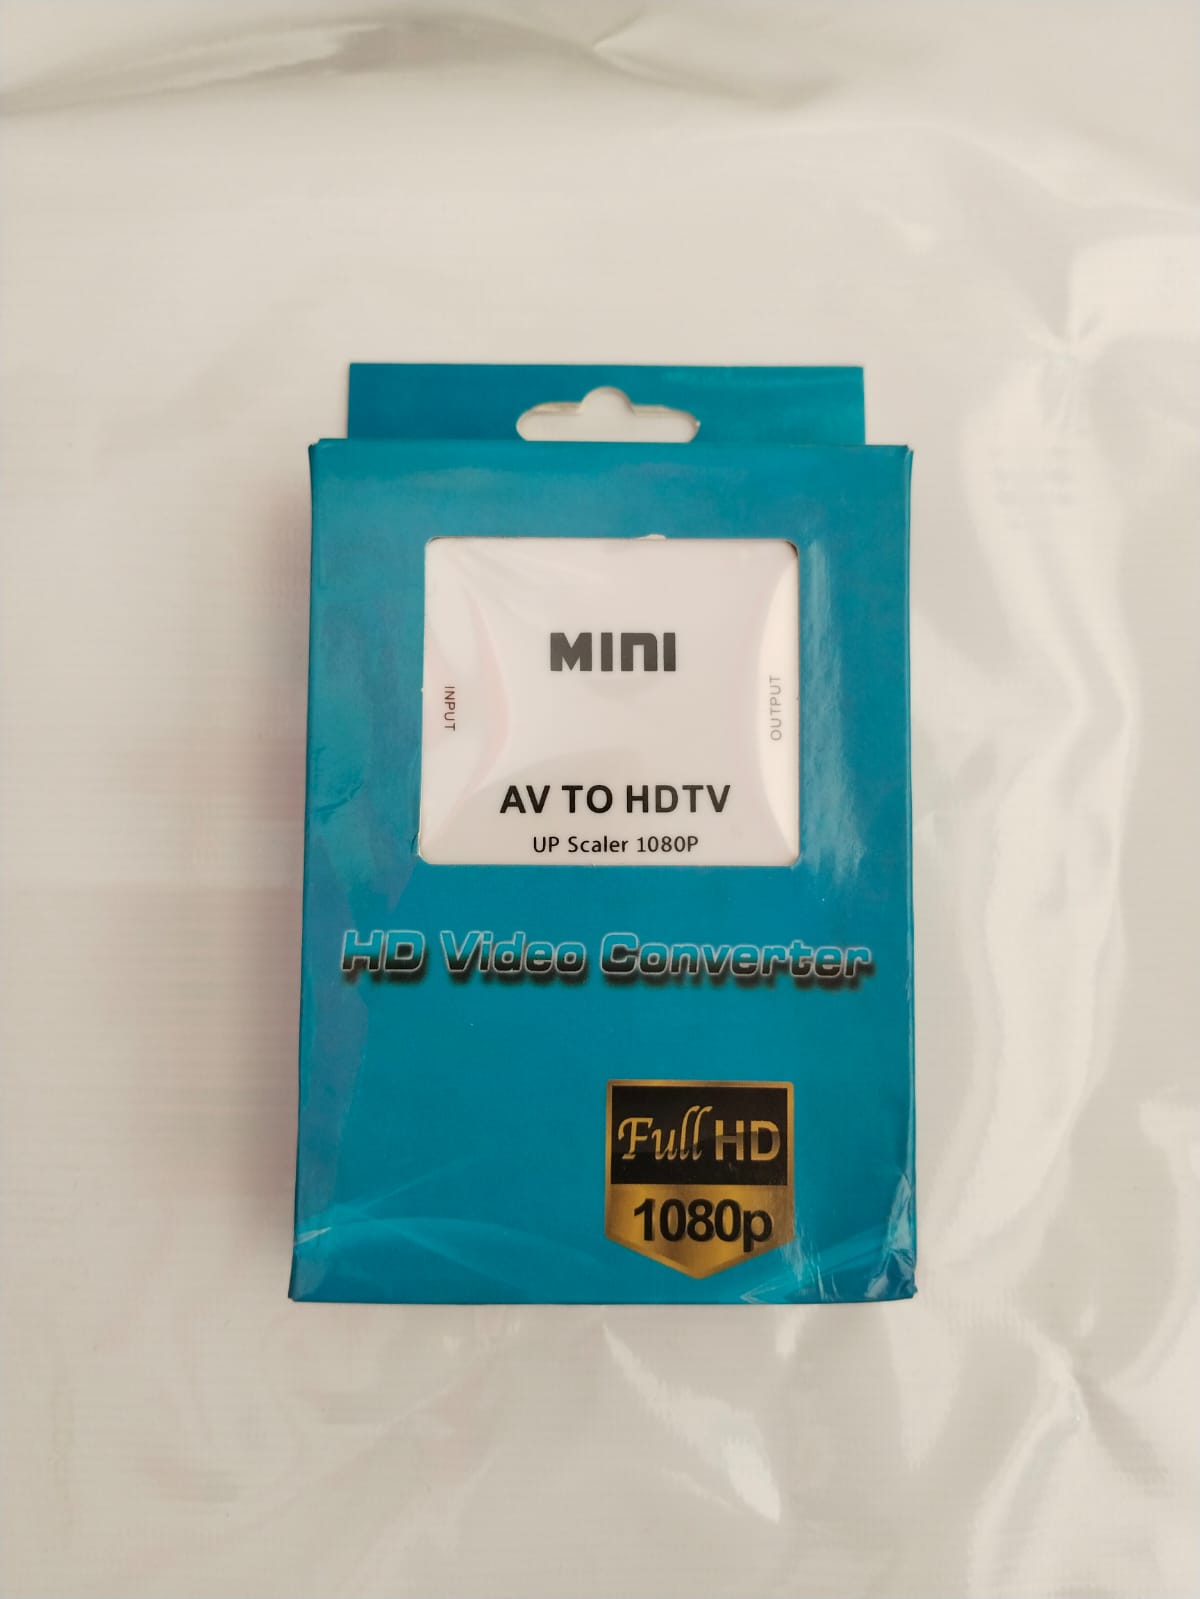 MINI
INPUT
OUTPUT
AV TO HDTV
UP Scaler 1080P
HD Video Converter
Full HD
1080p